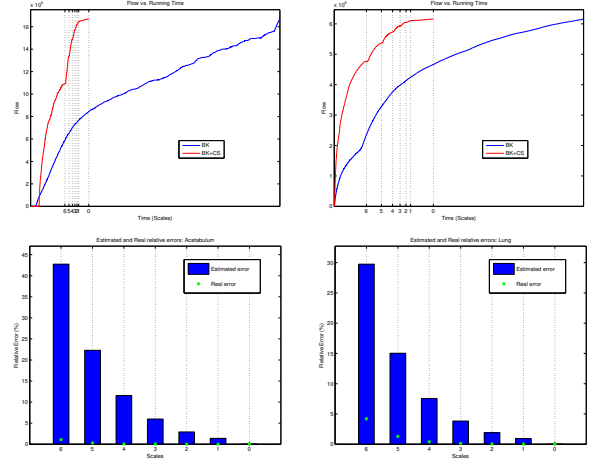 Flow vs. Running Time
x 10
16
14
12
10
8
6
4
2
0
Flow
BK
BK+CS
6 5 4
0
Time (Scales)
Flow vs. Running Time
x 10
6
5
4
3
2
1
0
Flow
BK
BK+CS
6 5 4 3 2 1 0
Time (Scales)
Estimated and Real relative errors: Acetabulum
45
40
35
30
25
20
15
10
5
0
Relative Error (%)
Estimated error
Real error
6 5 4 3 2 1 0
Scales
Estimated and Real relative errors: Lung
30
25
20
15
10
5
0
Relative Error (%)
Estimated error
Real error
6 5 4 3 2 1 0
Scales